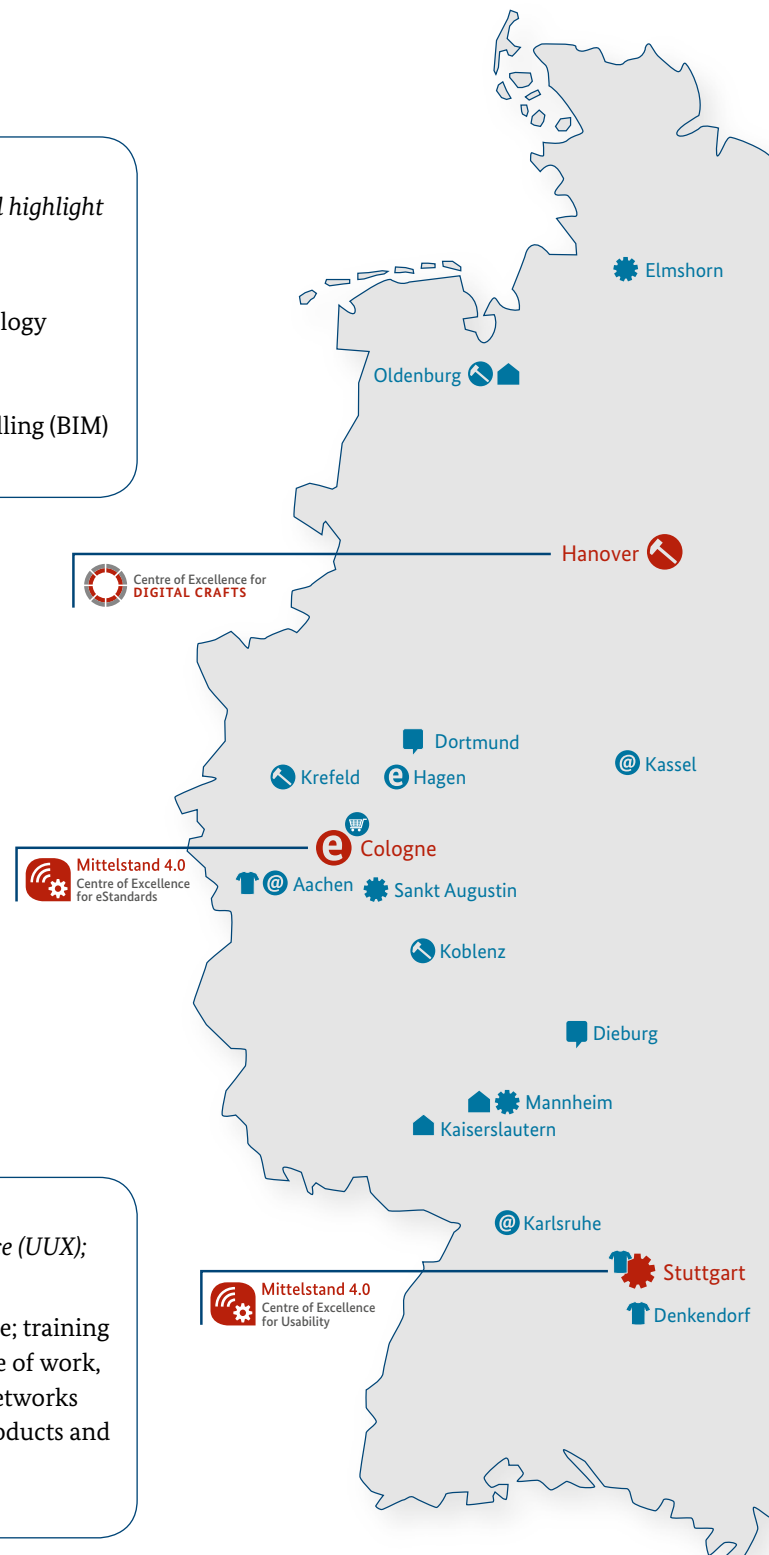 l highlight
logy
lling (BIM)
Elmshorn
Oldenburg
Hanover
Centre of Excellence for
DIGITAL CRAFTS
Dortmund
Kassel
Krefeld
Hagen
Cologne
Mittelstand 4.0
Centre of Excellence
for eStandards
Aachen
Sankt Augustin
Koblenz
Dieburg
Mannheim
Kaiserslautern
Karlsruhe
Stuttgart
Mittelstand 4.0
Centre of Excellence
for Usability
Denkendorf
e (UUX);
e; training
e of work,
etworks
oducts and